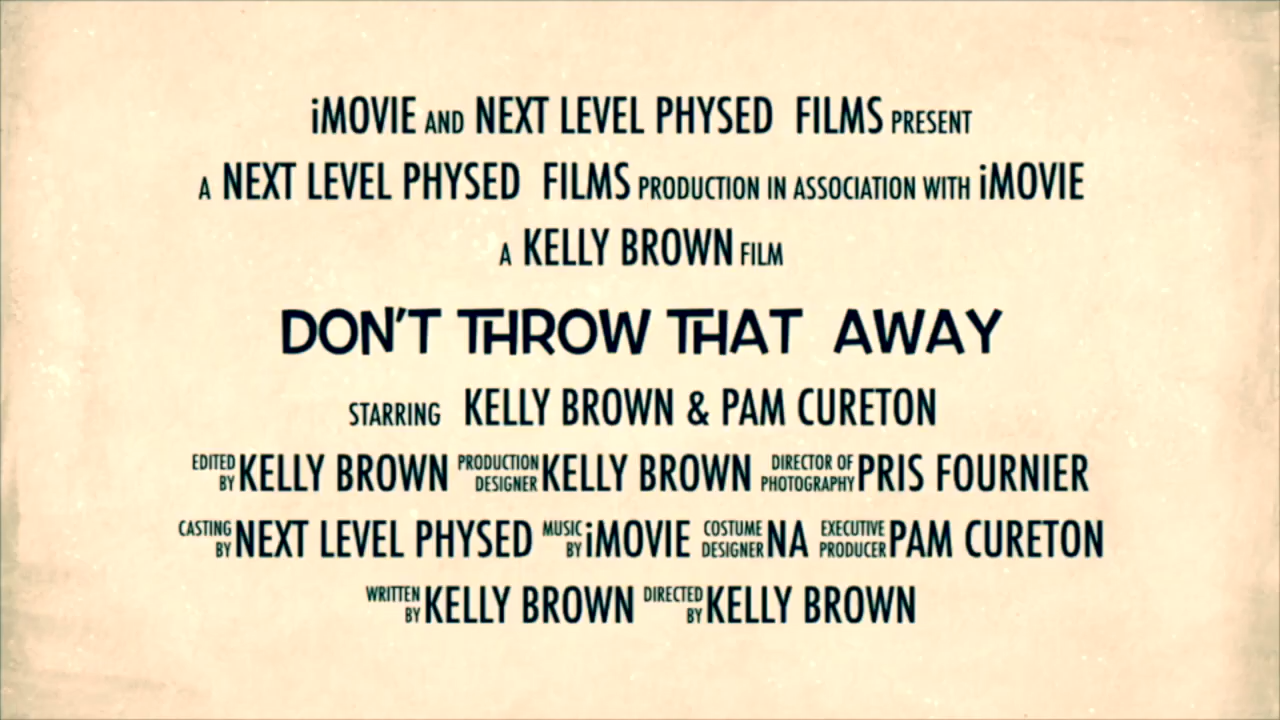 iMOVIE AND NEXT LEVEL PHYSED FILMS PRESENT
A NEXT LEVEL PHYSED FILMS PRODUCTION IN ASSOCIATION WITH iMOVIE
A KELLY BROWN FILM
DON'T THROW THAT AWAY
STARRING KELLY BROWN & PAM CURETON
EDITED BY KELLY BROWN PRODUCTION DESIGNER KELLY BROWN DIRECTOR OF PHOTOGRAPHY PRIS FOURNIER
CASTING BY NEXT LEVEL PHYSED MUSIC BY iMOVIE COSTUME DESIGNER NA EXECUTIVE PRODUCER PAM CURETON
WRITTEN BY KELLY BROWN DIRECTED BY KELLY BROWN